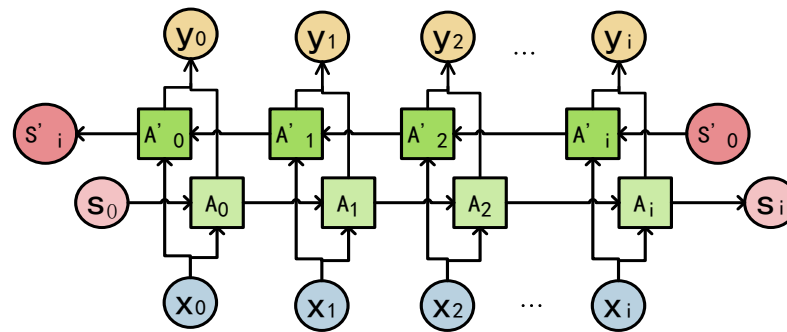 y₀ y₁ y₂ ... yᵢ
S'ᵢ A'₀ A'₁ A'₂ A'ᵢ S'₀
s₀ A₀ A₁ A₂ Aᵢ sᵢ
x₀ x₁ x₂ ... xᵢ